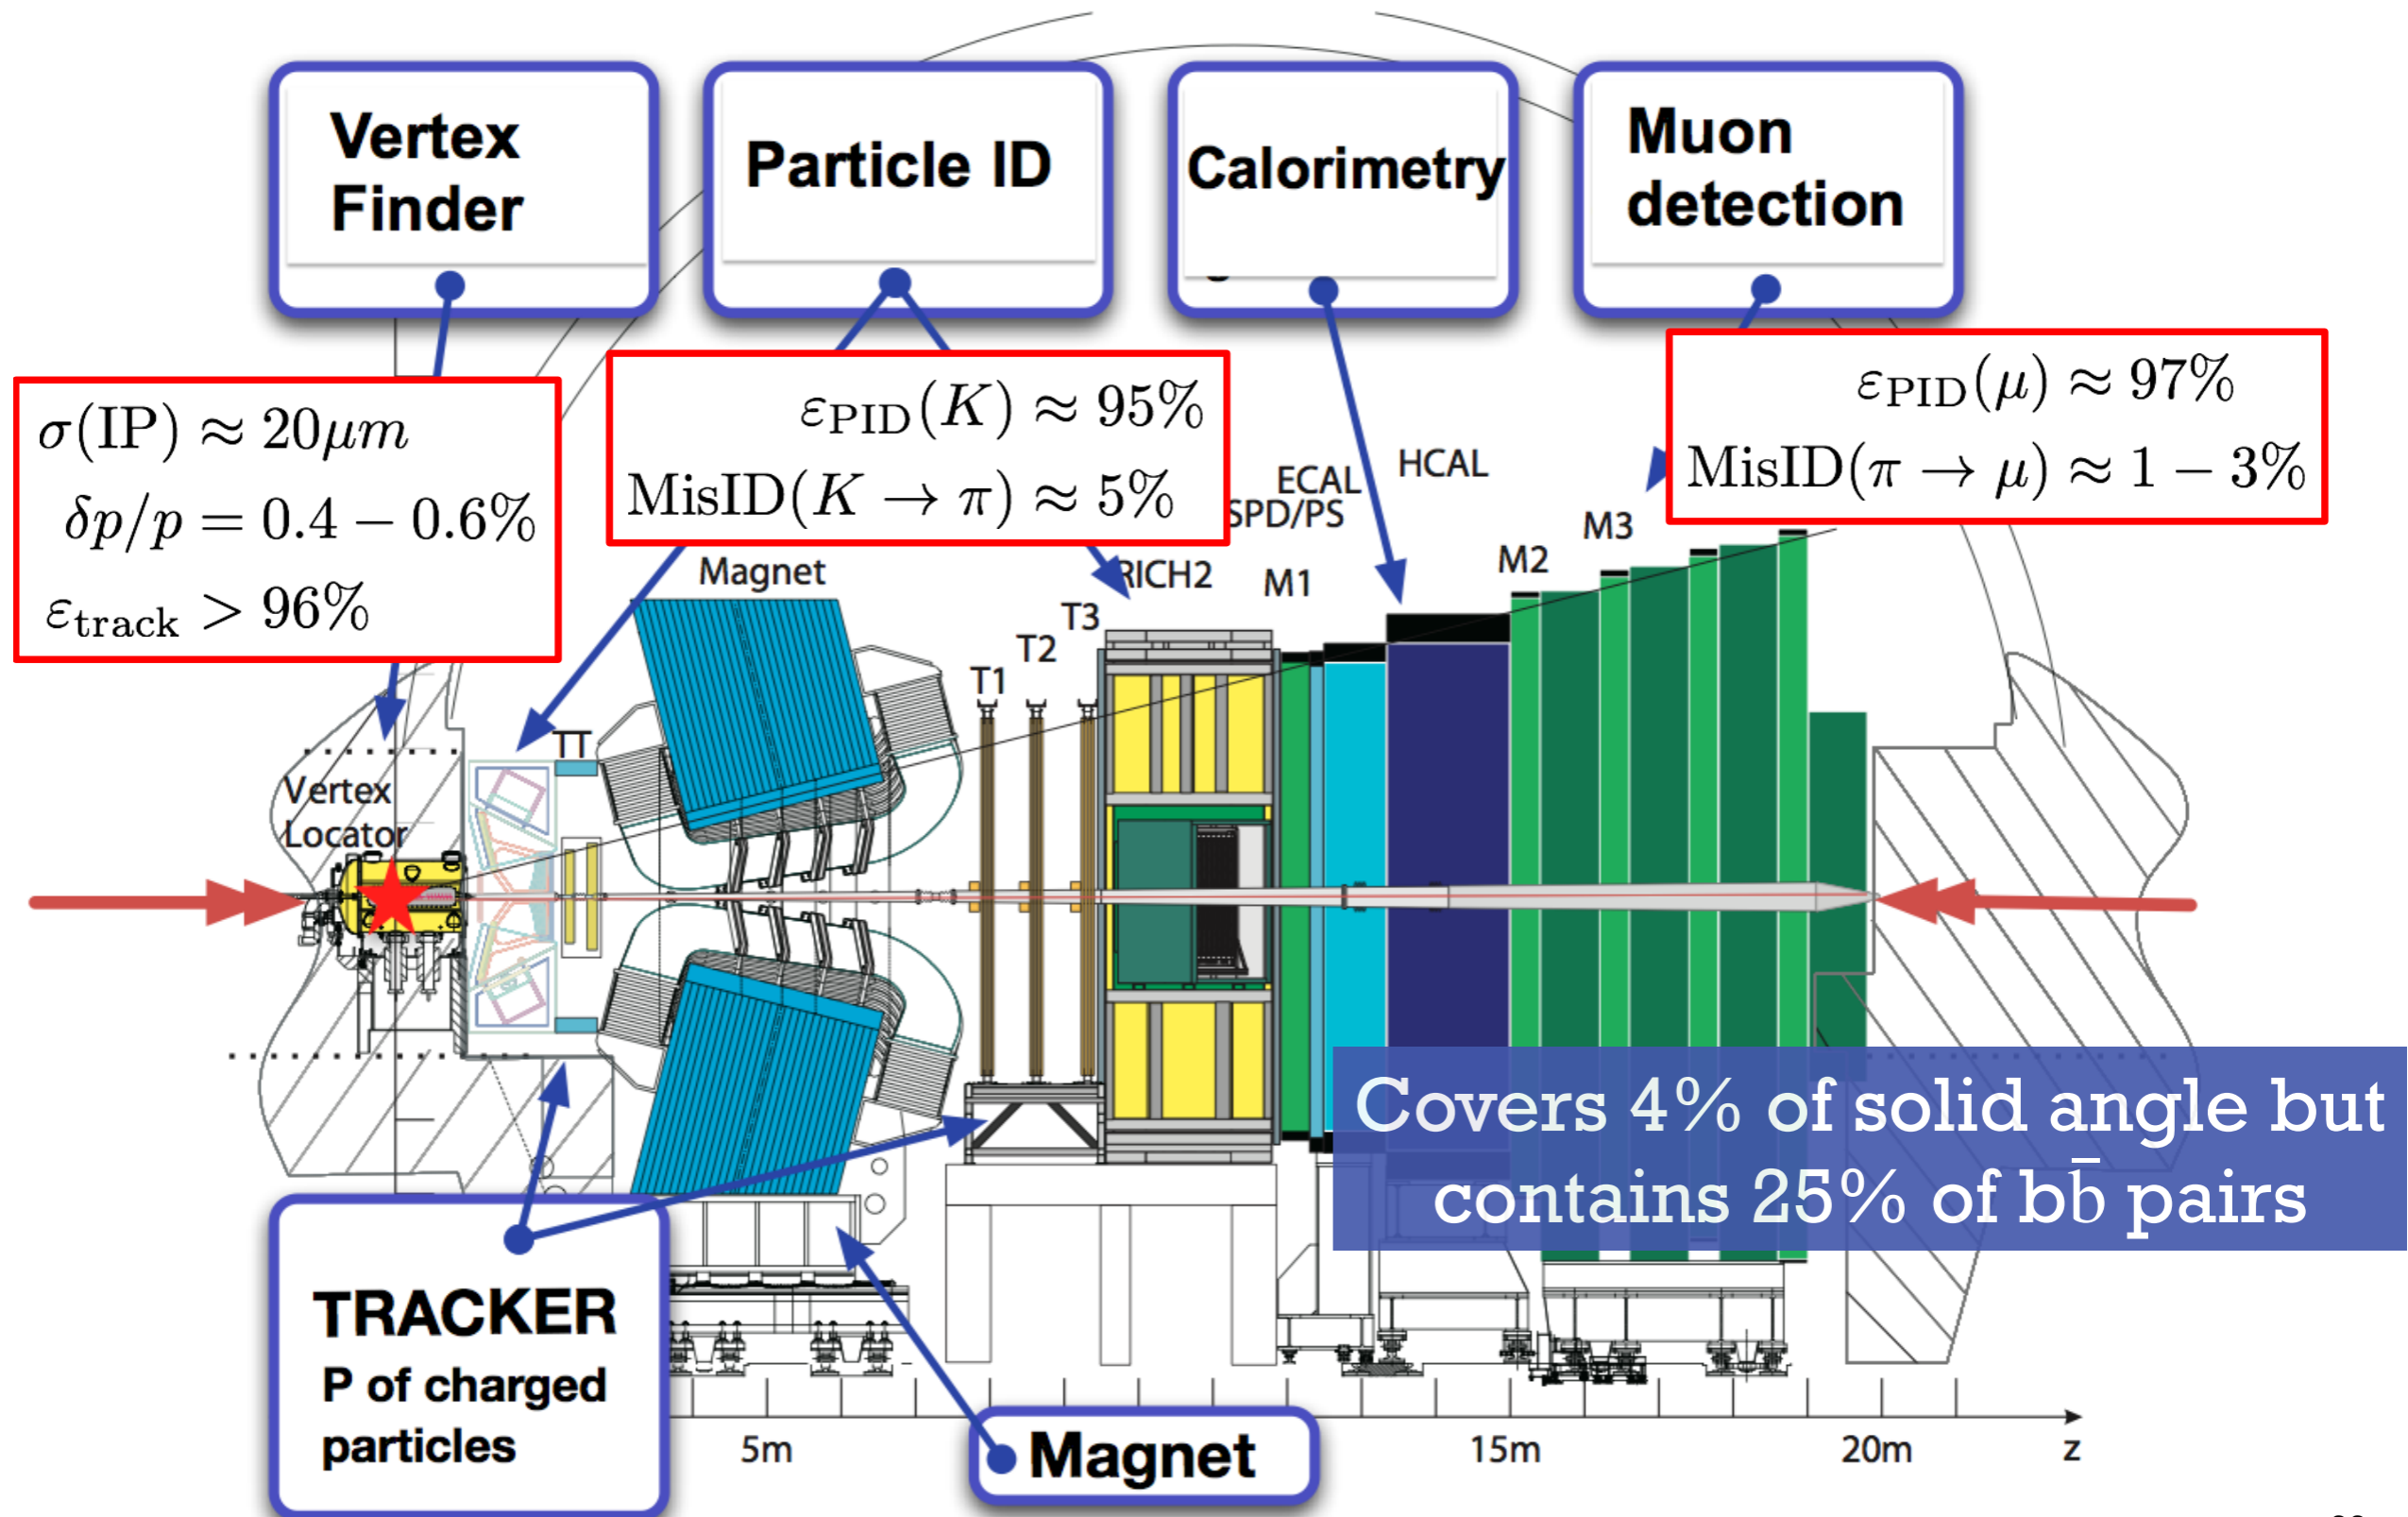 Vertex
Finder
Particle ID
Calorimetry
Muon
detection
σ(IP) ≈ 20μm
δp/p = 0.4 − 0.6%
ε_track > 96%
ε_PID(K) ≈ 95%
MisID(K → π) ≈ 5%
ε_PID(μ) ≈ 97%
MisID(π → μ) ≈ 1 − 3%
HCAL
ECAL
SPD/PS
M3
M2
Magnet
RICH2
M1
T3
T2
T1
TT
Vertex
Locator
Covers 4% of solid angle but
contains 25% of bb̄ pairs
TRACKER
P of charged
particles
Magnet
5m
15m
20m
z